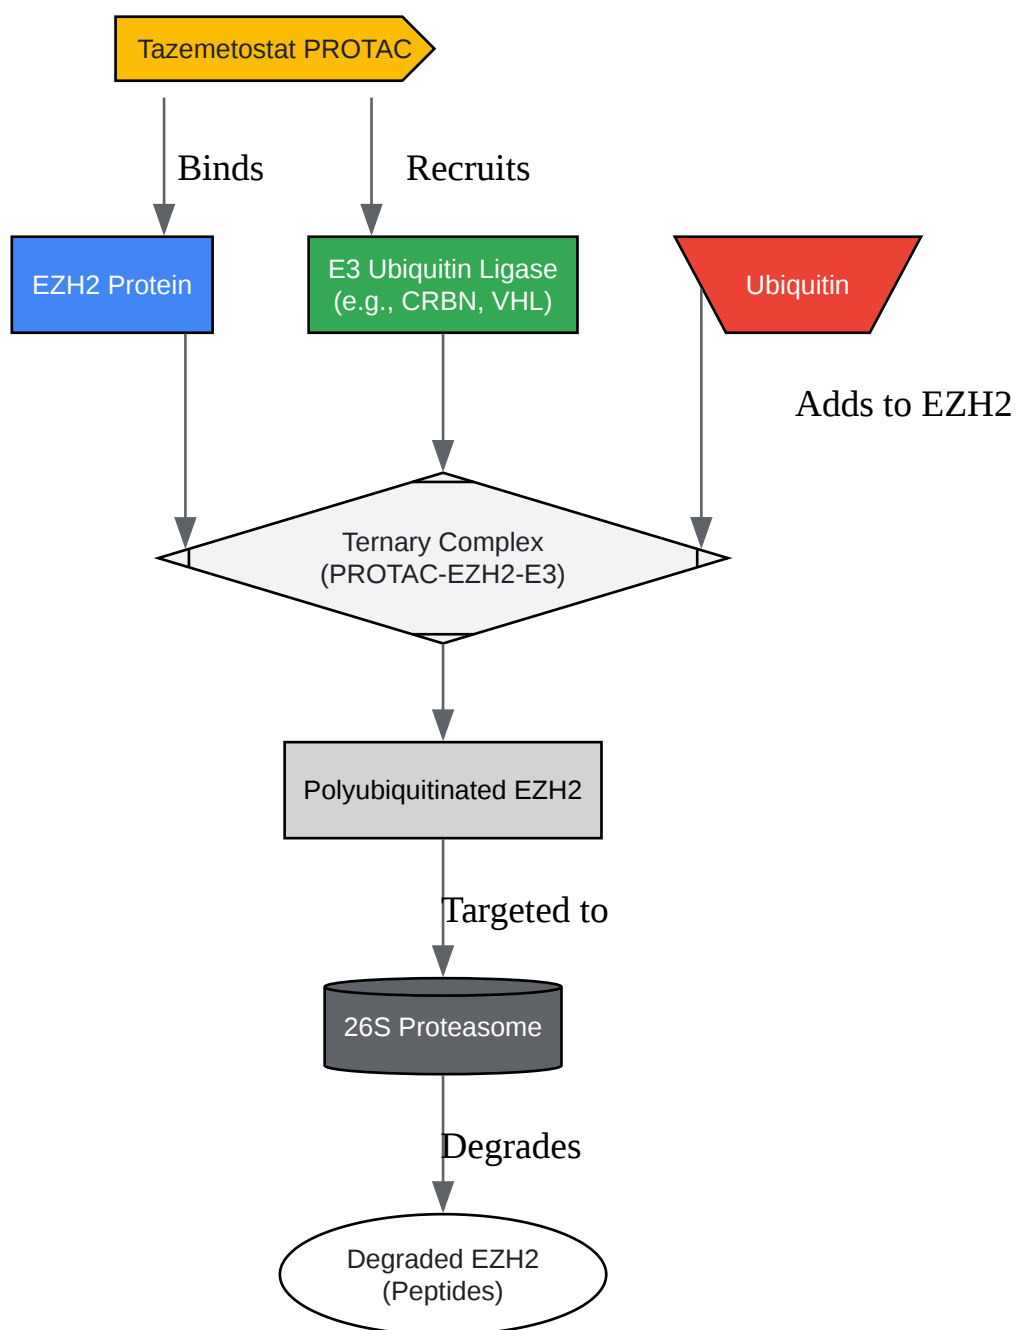 Tazemetostat PROTAC
Binds
Recruits
EZH2 Protein
E3 Ubiquitin Ligase
(e.g., CRBN, VHL)
Ubiquitin
Adds to EZH2
Ternary Complex
(PROTAC-EZH2-E3)
Polyubiquitinated EZH2
Targeted to
26S Proteasome
Degrades
Degraded EZH2
(Peptides)